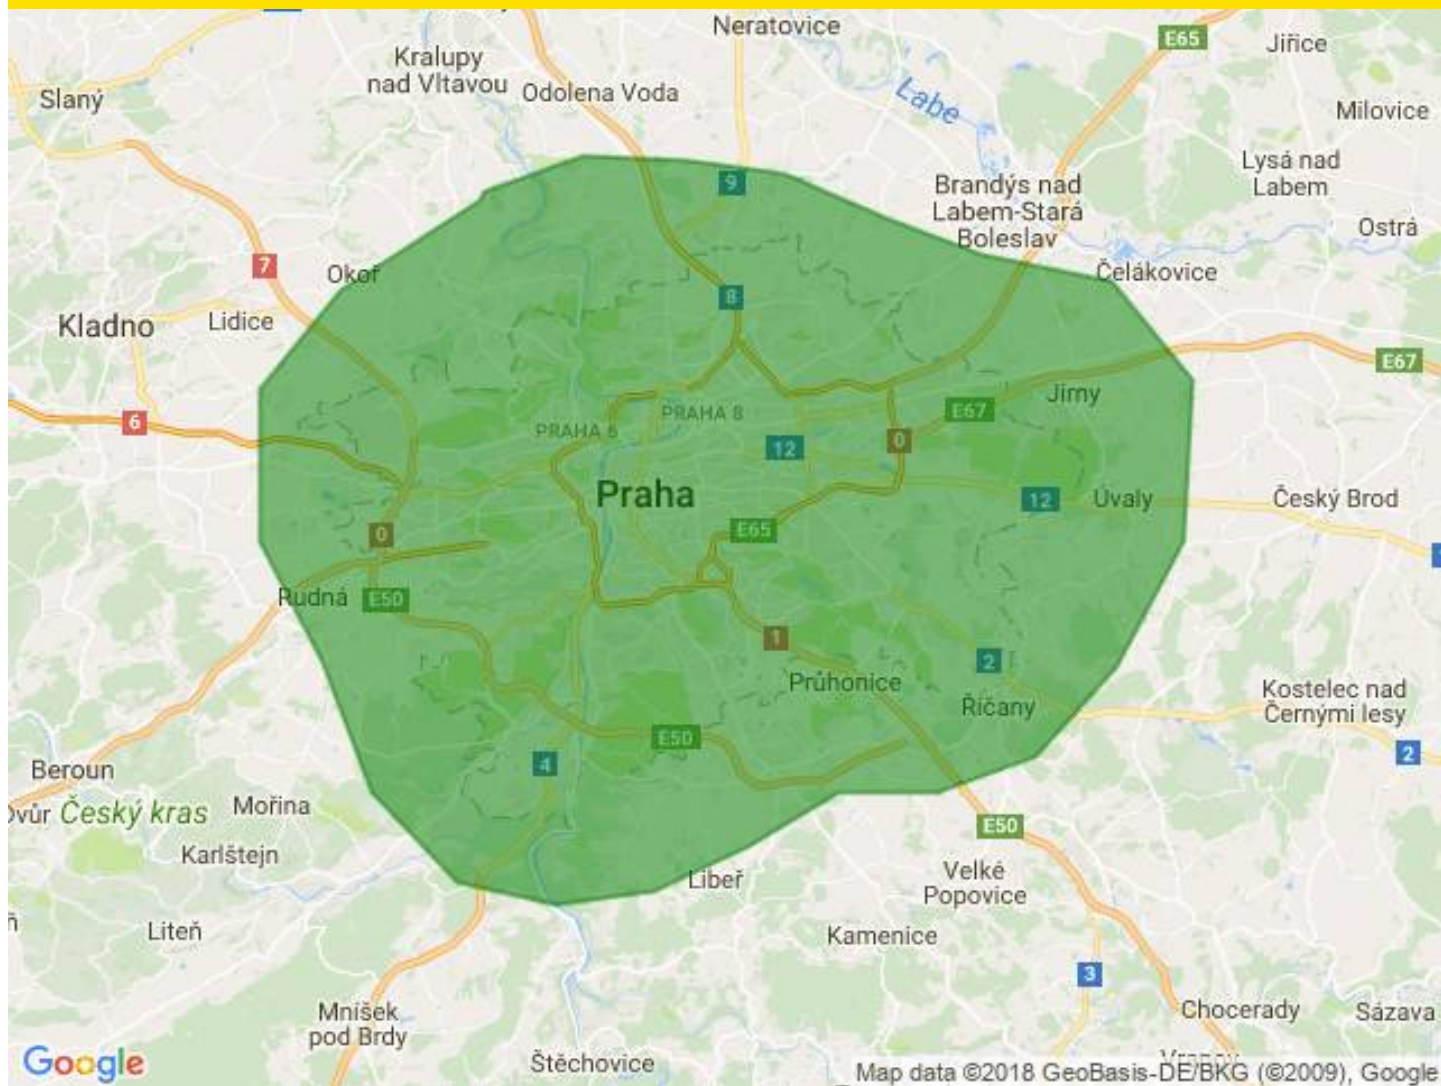 Neratovice
E65
Jiřice
Kralupy
nad Vltavou
Odolena Voda
Slaný
Labe
Milovice
Lysá nad
Labem
9
Brandýs nad
Labem-Stará
Boleslav
Ostrá
7
Okoř
Čelákovice
8
Kladno
Lidice
E67
Jirny
E67
6
PRAHA 8
PRAHA 6
12
0
Praha
12
Úvaly
Český Brod
0
E65
Rudná
E50
1
2
Průhonice
Říčany
Kostelec nad
Černými lesy
E50
2
4
Beroun
Mořina
Český kras
E50
Karlštejn
Libeř
Velké
Popovice
Liteň
Kamenice
3
Mníšek
pod Brdy
Chocerady
Sázava
Štěchovice
Google
Map data ©2018 GeoBasis-DE/BKG (©2009), Google